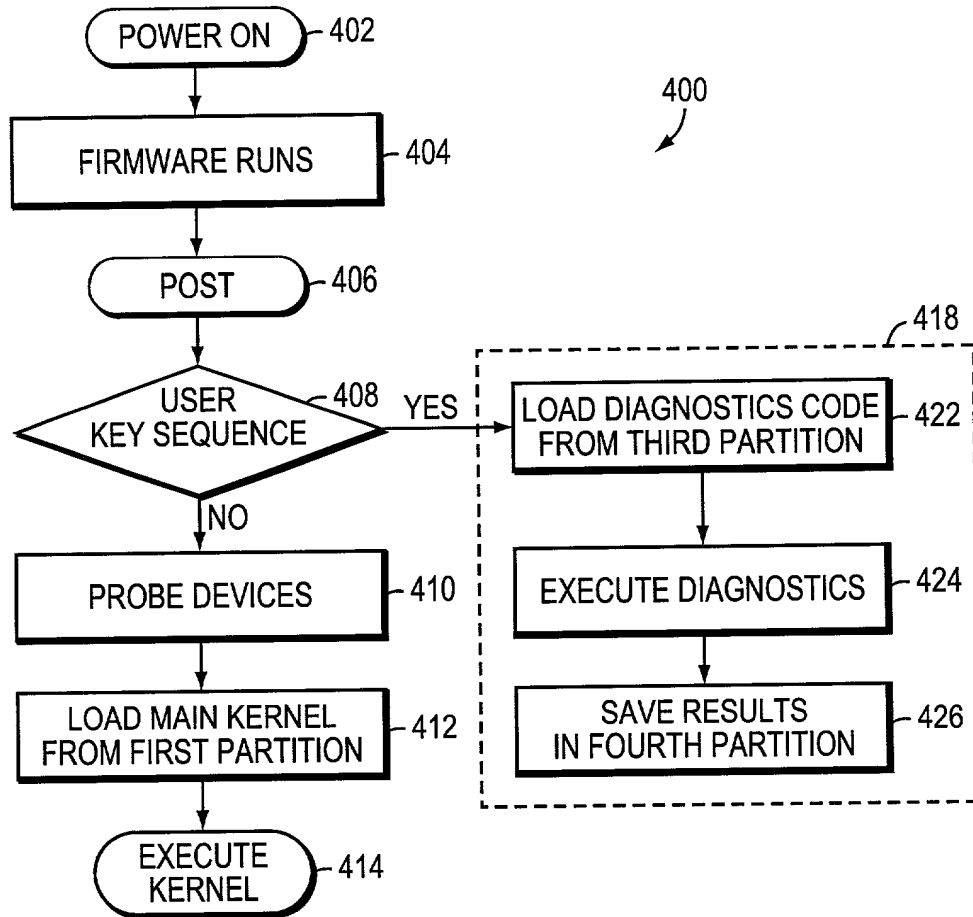 POWER ON
402
400
FIRMWARE RUNS
404
POST
406
418
USER
KEY SEQUENCE
408
YES
LOAD DIAGNOSTICS CODE
FROM THIRD PARTITION
422
NO
PROBE DEVICES
410
EXECUTE DIAGNOSTICS
424
LOAD MAIN KERNEL
FROM FIRST PARTITION
412
SAVE RESULTS
IN FOURTH PARTITION
426
EXECUTE
KERNEL
414